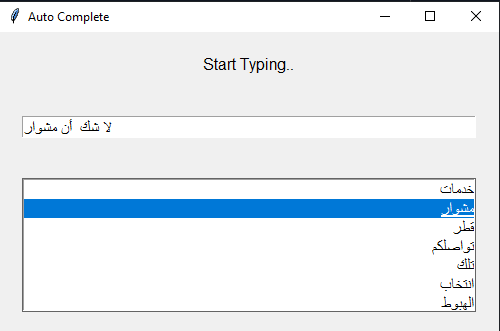 Auto Complete
Start Typing..
لا شك أن مشوار
خدمات
مشوار
قطر
تواصلكم
تلك
انتخاب
الهبوط